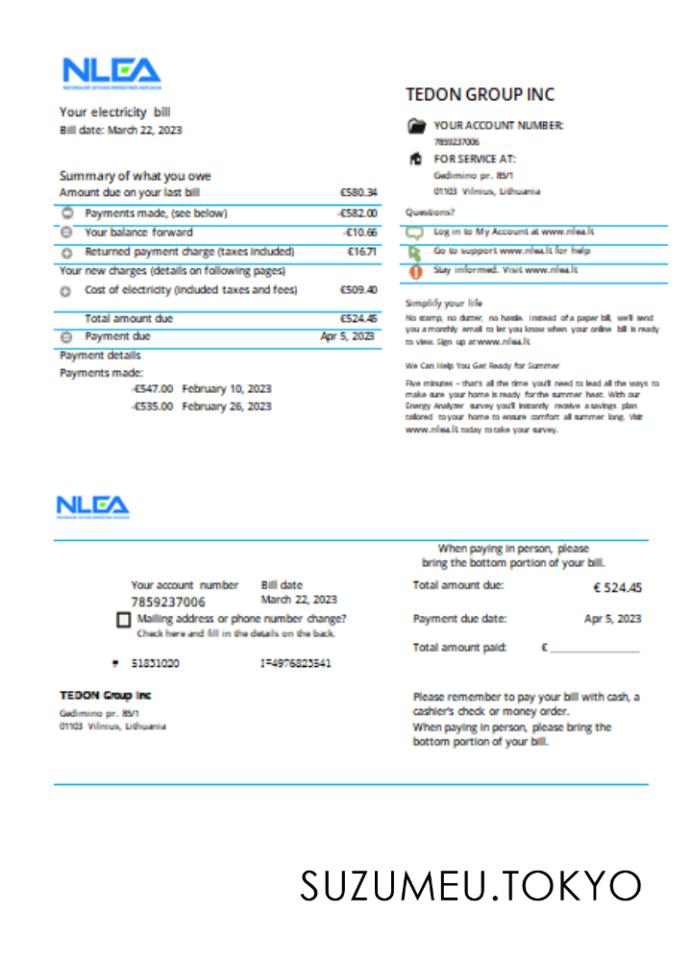 NLEA
Your electricity bill
Bill date: March 22, 2023
Summary of what you owe
Amount due on your last bill €580.34
Payments made, (see below) -€582.00
Your balance forward -€10.66
Returned payment charge (taxes included) €16.71
Your new charges (details on following pages)
Cost of electricity (included taxes and fees) €509.40
Total amount due €524.45
Payment due Apr 5, 2023
Payment details
Payments made:
-€547.00 February 10, 2023
-€535.00 February 26, 2023
TEDON GROUP INC
YOUR ACCOUNT NUMBER:
7859237006
FOR SERVICE AT:
Gedimino pr. 85/1
01103 Vilnius, Lithuania
Questions?
Log in to My Account at www.nlea.lt
Go to support www.nlea.lt for help
Stay informed. Visit www.nlea.lt
Simplify your life
No stamp, no clutter, no hassle. Instead of a paper bill, we'll send
you a monthly email to let you know when your online bill is ready
to view. Sign up at www.nlea.lt.
We Can Help You Get Ready for Summer
Five minutes – that's all the time you'll need to lead all the ways to
make sure your home is ready for the summer heat. With our
Energy Analyzer survey you'll instantly receive a savings plan
tailored to your home to ensure comfort all summer long. Visit
www.nlea.lt today to take your survey.
NLEA
When paying in person, please
bring the bottom portion of your bill.
Your account number Bill date
7859237006 March 22, 2023
Mailing address or phone number change?
Check here and fill in the details on the back.
51831020 1=4976823541
Total amount due: € 524.45
Payment due date: Apr 5, 2023
Total amount paid: € ____________
TEDON Group Inc
Gedimino pr. 85/1
01103 Vilnius, Lithuania
Please remember to pay your bill with cash, a
cashier's check or money order.
When paying in person, please bring the
bottom portion of your bill.
SUZUMEU.TOKYO